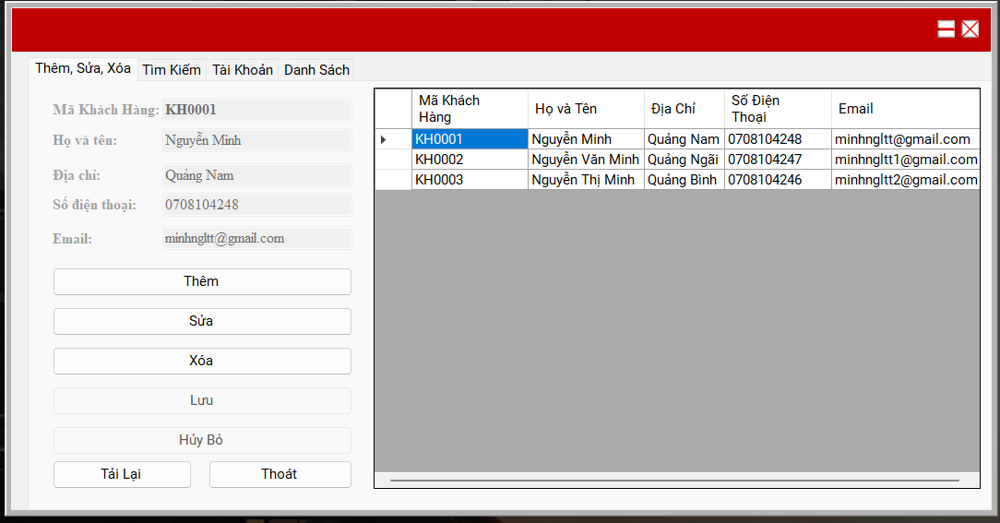 Thêm, Sửa, Xóa Tìm Kiếm Tài Khoản Danh Sách
Mã Khách Hàng: KH0001
Họ và tên: Nguyễn Minh
Địa chỉ: Quảng Nam
Số điện thoại: 0708104248
Email: minhngltt@gmail.com
Thêm
Sửa
Xóa
Lưu
Hủy Bỏ
Tải Lại Thoát
Mã Khách Hàng Họ và Tên Địa Chỉ Số Điện Thoại Email
KH0001 Nguyễn Minh Quảng Nam 0708104248 minhngltt@gmail.com
KH0002 Nguyễn Văn Minh Quảng Ngãi 0708104247 minhngltt1@gmail.com
KH0003 Nguyễn Thị Minh Quảng Bình 0708104246 minhngltt2@gmail.com